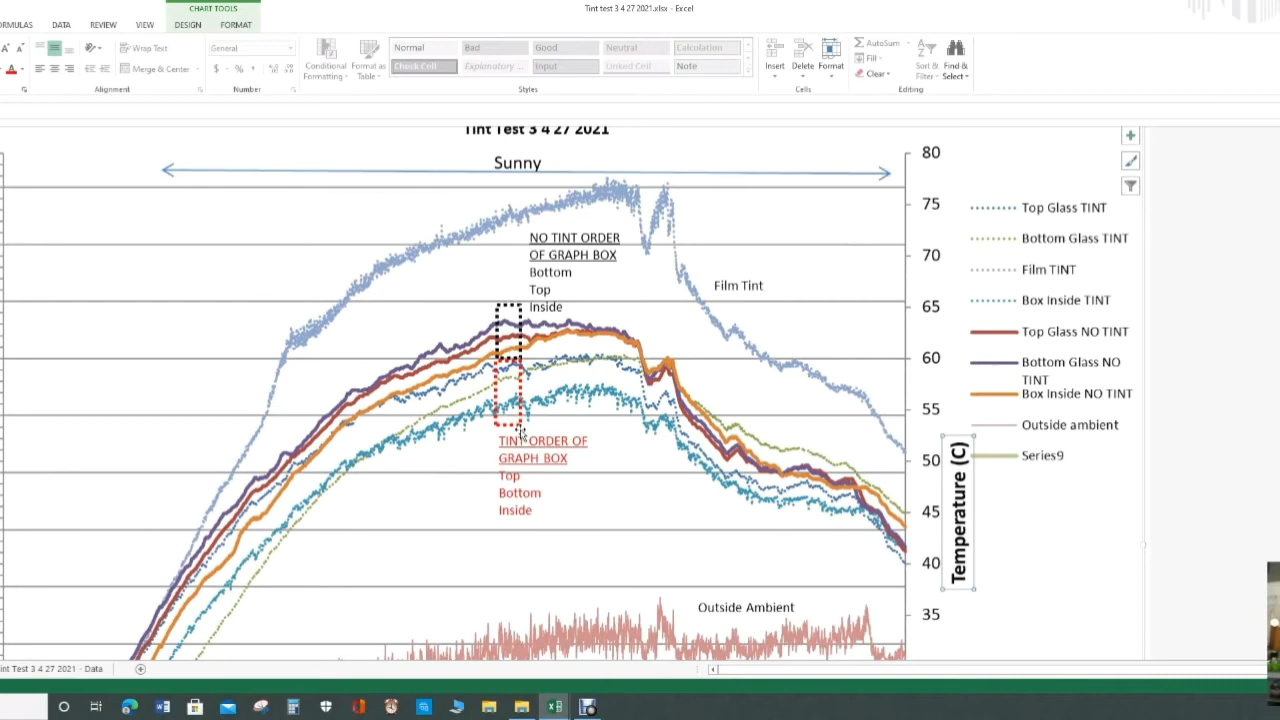 CHART TOOLS
Tint test 3 4 27 2021.xlsx - Excel
ORMULAS DATA REVIEW VIEW DESIGN FORMAT
Wrap Text
Merge & Center
General
$ %
Conditional Formatting
Format as Table
Normal Bad Good Neutral Calculation
Check Cell Explanatory ... Input Linked Cell Note
Insert Delete Format
AutoSum
Fill
Clear
Sort & Filter
Find & Select
Alignment Number Styles Cells Editing
Tint Test 3 4 27 2021
Sunny
NO TINT ORDER
OF GRAPH BOX
Bottom
Top
Inside
Film Tint
TINT ORDER OF
GRAPH BOX
Top
Bottom
Inside
Outside Ambient
80
75
70
65
60
55
50
45
40
35
Temperature (C)
Top Glass TINT
Bottom Glass TINT
Film TINT
Box Inside TINT
Top Glass NO TINT
Bottom Glass NO
TINT
Box Inside NO TINT
Outside ambient
Series9
int Test 3 4 27 2021 - Data